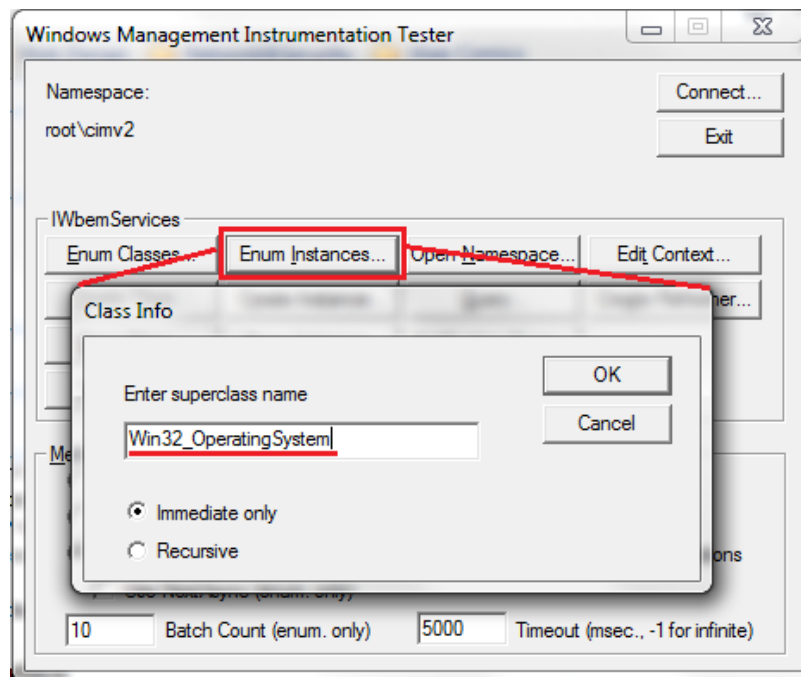 Windows Management Instrumentation Tester
Namespace:
Connect...
root\cimv2
Exit
IWbemServices
Enum Classes...
Enum Instances...
Open Namespace...
Edit Context...
Class Info
Enter superclass name
OK
Win32_OperatingSystem
Cancel
Immediate only
Recursive
10
Batch Count (enum. only)
5000
Timeout (msec., -1 for infinite)